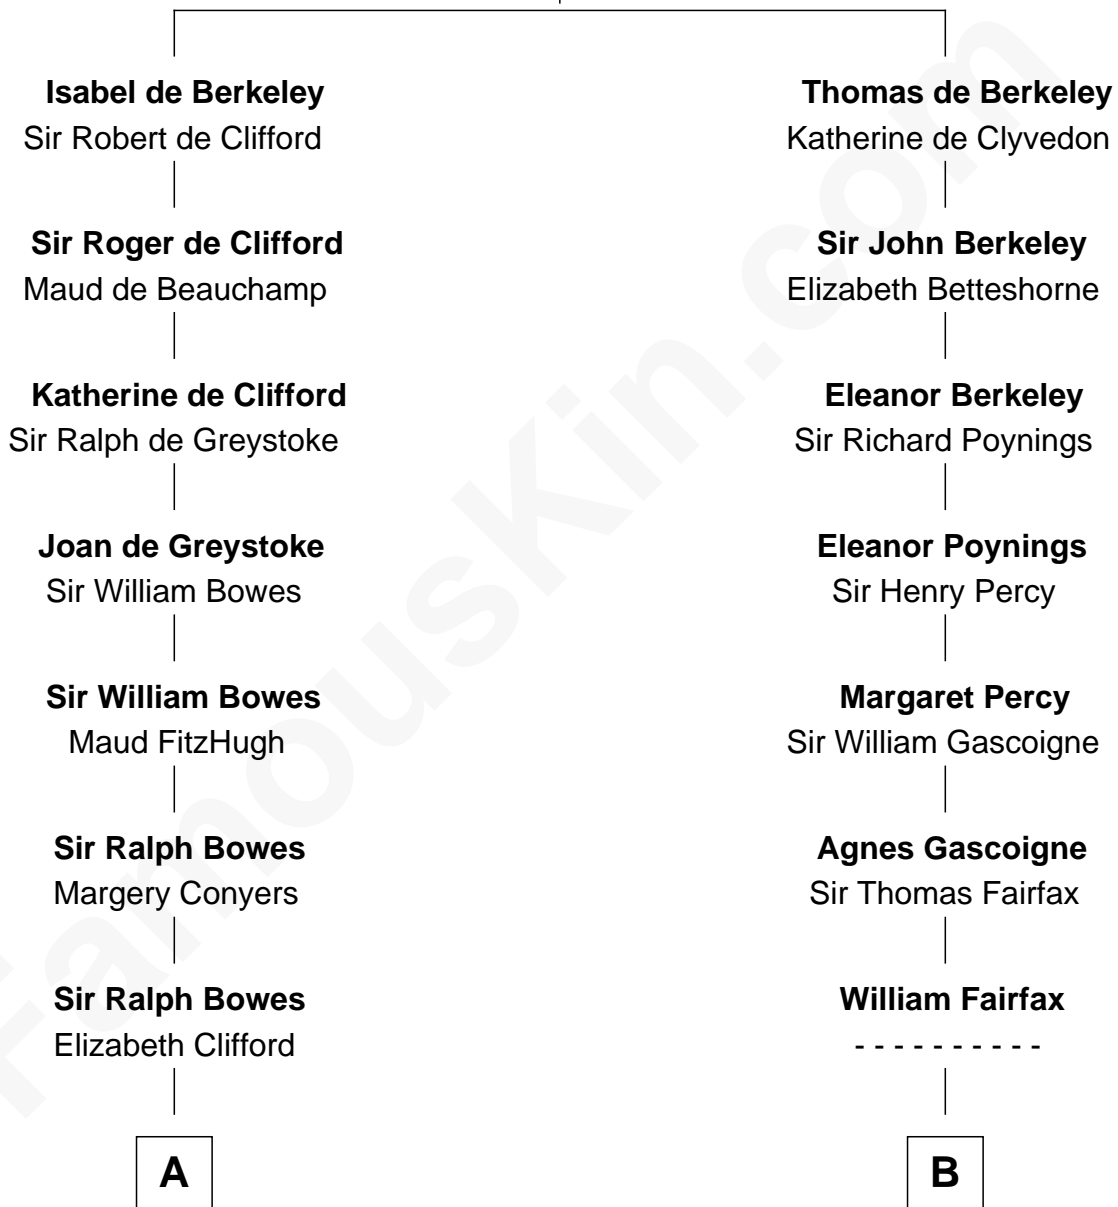 Isabel de Berkeley
Sir Robert de Clifford
Sir Roger de Clifford
Maud de Beauchamp
Katherine de Clifford
Sir Ralph de Greystoke
Joan de Greystoke
Sir William Bowes
Sir William Bowes
Maud FitzHugh
Sir Ralph Bowes
Margery Conyers
Sir Ralph Bowes
Elizabeth Clifford
A
Thomas de Berkeley
Katherine de Clyvedon
Sir John Berkeley
Elizabeth Betteshorne
Eleanor Berkeley
Sir Richard Poynings
Eleanor Poynings
Sir Henry Percy
Margaret Percy
Sir William Gascoigne
Agnes Gascoigne
Sir Thomas Fairfax
William Fairfax
- - - - - - - - - -
B
FamousKin.com